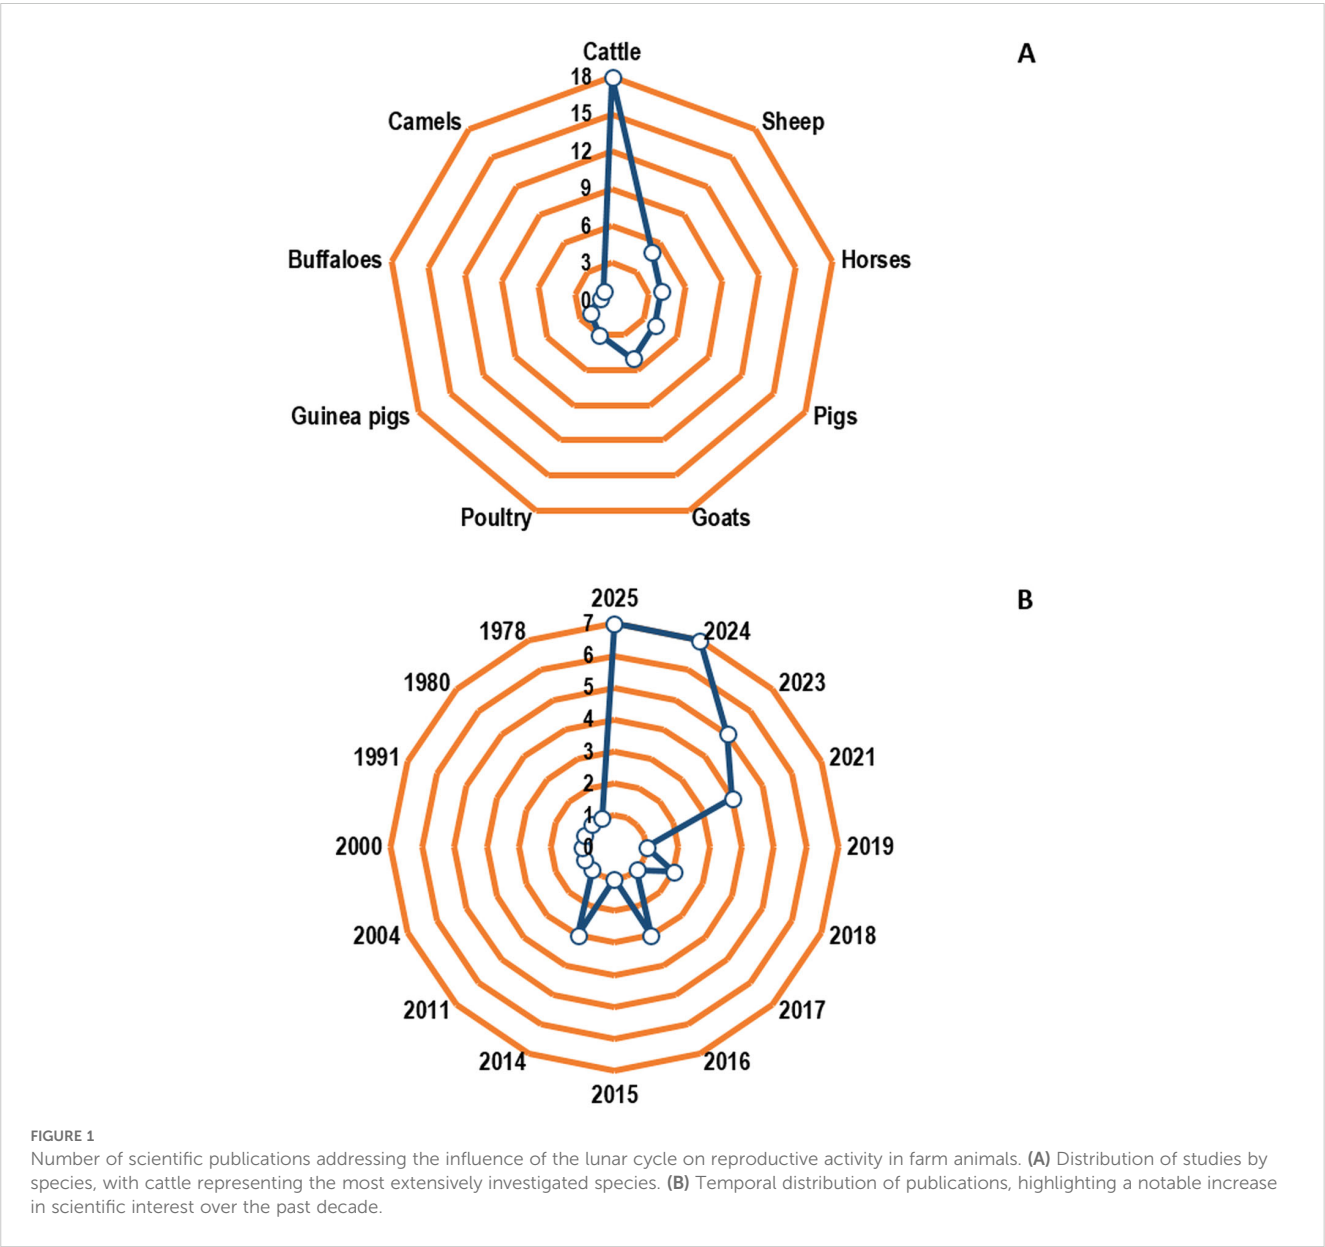 A
Cattle
18
Camels
Sheep
15
12
9
6
Buffaloes
Horses
3
0
Guinea pigs
Pigs
Poultry
Goats
B
2025
7
1978
2024
6
1980
2023
5
4
1991
2021
3
2
1
2000
0
2019
2004
2018
2011
2017
2014
2016
2015
FIGURE 1
Number of scientific publications addressing the influence of the lunar cycle on reproductive activity in farm animals. (A) Distribution of studies by
species, with cattle representing the most extensively investigated species. (B) Temporal distribution of publications, highlighting a notable increase
in scientific interest over the past decade.